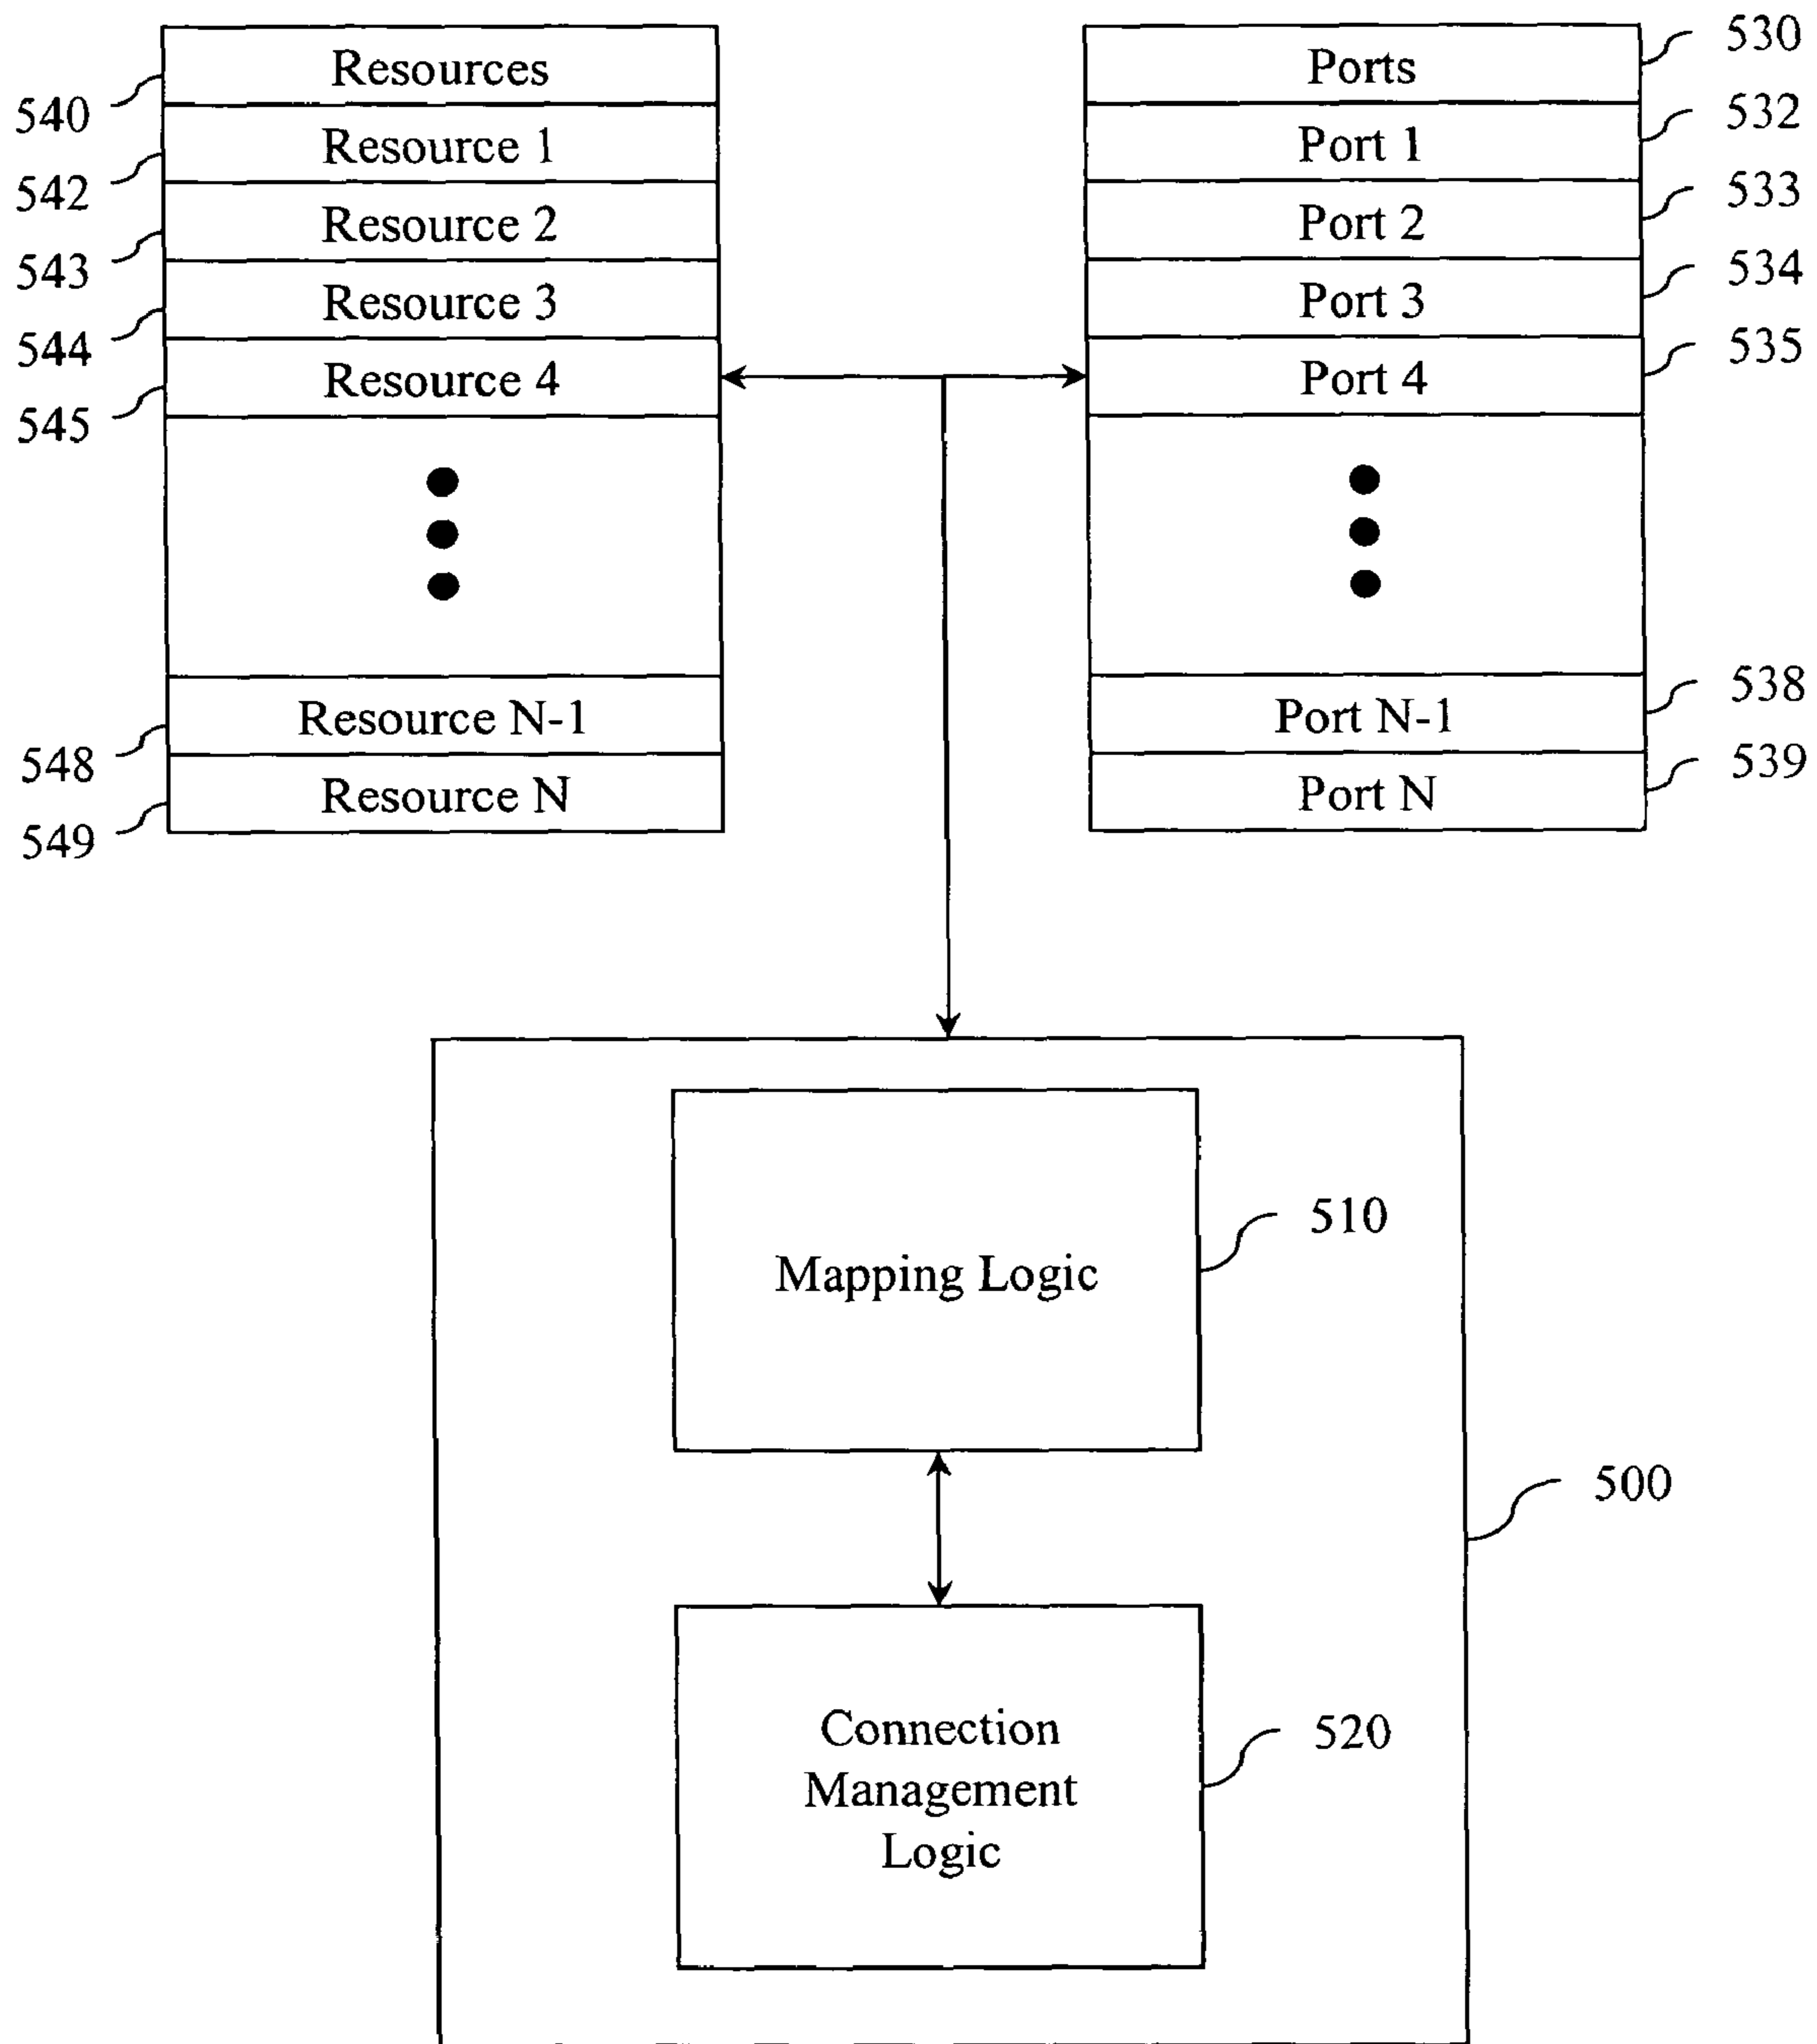 Resources
540
Resource 1
542
Resource 2
543
Resource 3
544
Resource 4
545
Resource N-1
548
Resource N
549
Ports
530
Port 1
532
Port 2
533
Port 3
534
Port 4
535
Port N-1
538
Port N
539
Mapping Logic
510
500
Connection
Management
Logic
520